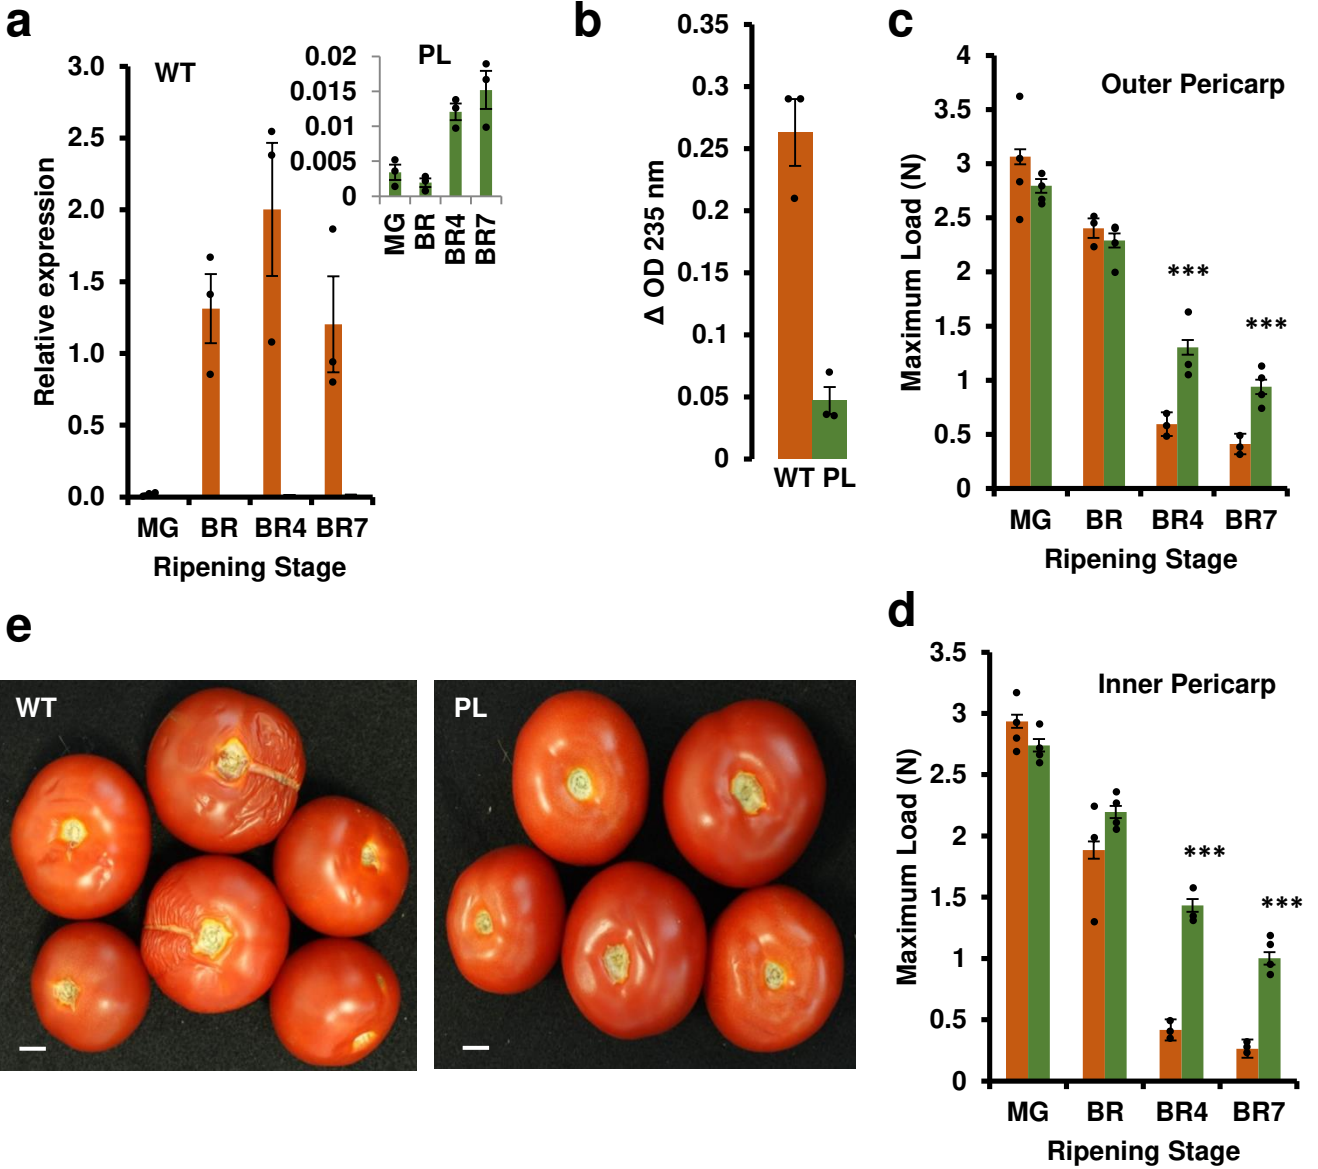 a
WT
3.0
2.5
2.0
1.5
1.0
0.5
0.0
Relative expression
MG BR BR4 BR7
Ripening Stage
PL
0.02
0.015
0.01
0.005
0
MG BR BR4 BR7
b
0.35
0.3
0.25
0.2
0.15
0.1
0.05
0
Δ OD 235 nm
WT PL
c
Outer Pericarp
4
3.5
3
2.5
2
1.5
1
0.5
0
Maximum Load (N)
***
***
MG BR BR4 BR7
Ripening Stage
d
Inner Pericarp
3.5
3
2.5
2
1.5
1
0.5
0
Maximum Load (N)
***
***
MG BR BR4 BR7
Ripening Stage
e
WT
PL